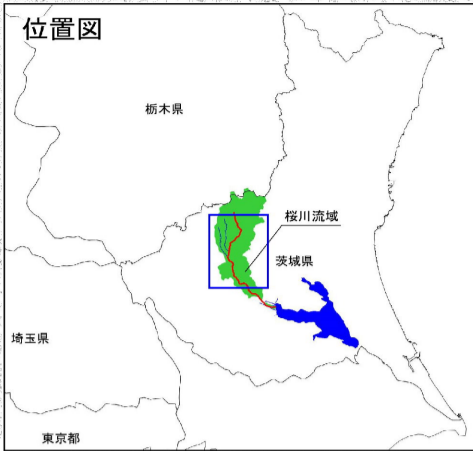 位置図
栃木県
桜川流域
茨城県
埼玉県
東京都